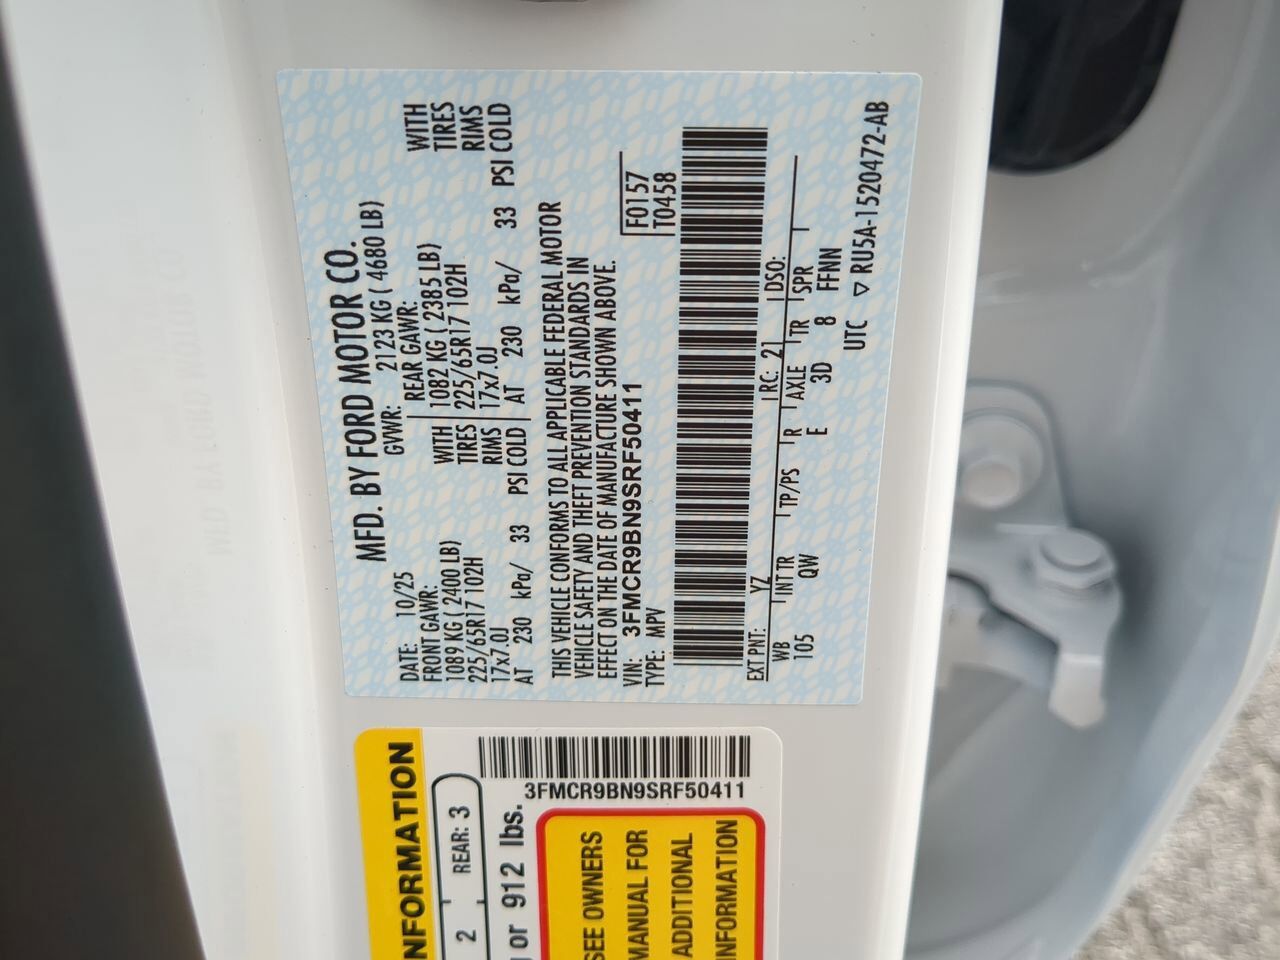 MFD. BY FORD MOTOR CO.
DATE: 10/25 GVWR: 2123 KG ( 4680 LB)
FRONT GAWR: REAR GAWR:
1089 KG ( 2400 LB) WITH 1082 KG ( 2385 LB) WITH
225/65R17 102H TIRES 225/65R17 102H TIRES
17x7.0J RIMS 17x7.0J RIMS
AT 230 kPa/ 33 PSI COLD AT 230 kPa/ 33 PSI COLD
THIS VEHICLE CONFORMS TO ALL APPLICABLE FEDERAL MOTOR
VEHICLE SAFETY AND THEFT PREVENTION STANDARDS IN
EFFECT ON THE DATE OF MANUFACTURE SHOWN ABOVE.
VIN: 3FMCR9BN9SRF50411 F0157
TYPE: MPV T0458
EXT PNT: YZ RC: 21 DSO:
WB INT TR TP/PS R AXLE TR SPR
105 QW E 3D 8 FFNN
UTC ▽ RU5A-1520472-AB
INFORMATION
2 REAR: 3
or 912 lbs.
3FMCR9BN9SRF50411
SEE OWNERS
MANUAL FOR
ADDITIONAL
INFORMATION